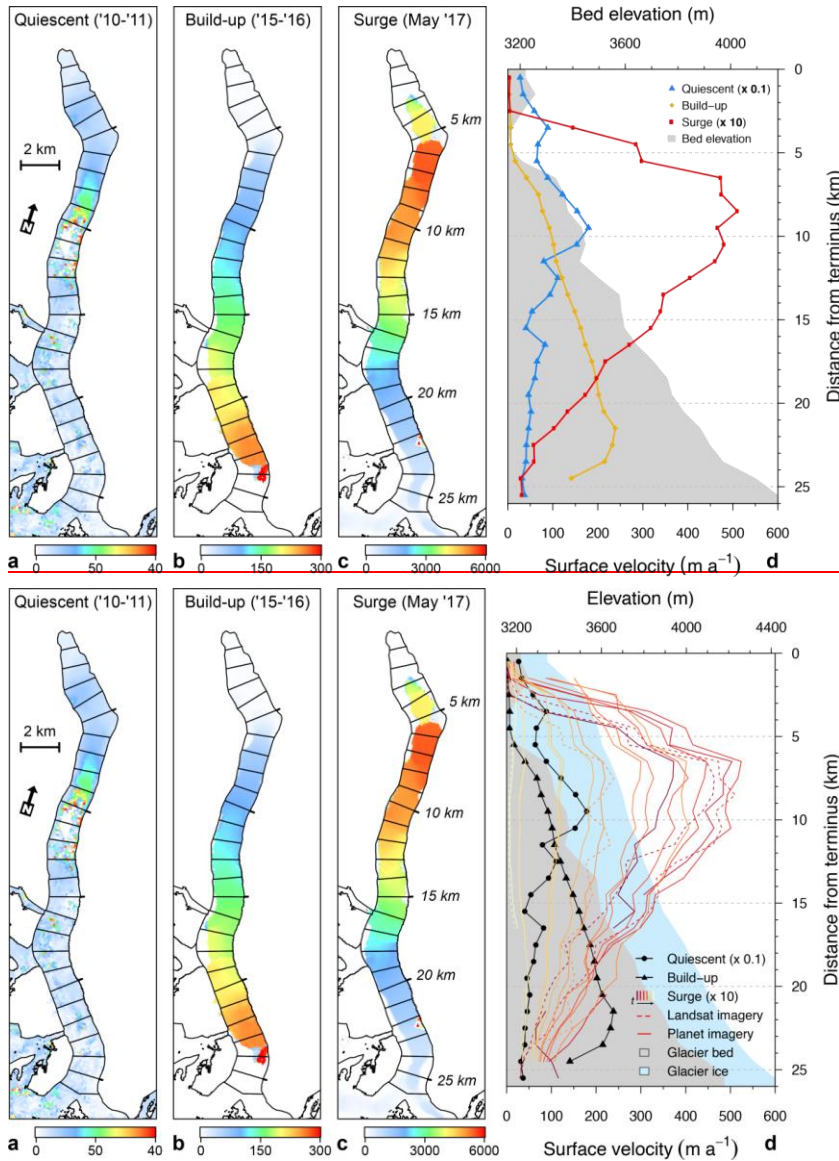 Quiescent ('10-'11)
Build-up ('15-'16)
Surge (May '17)
Bed elevation (m)
3200 3400 3640 4060
2 km
N
5 km
10 km
15 km
20 km
25 km
Quiescent (x 0.1)
Build-up
Surge (x 10)
Bed elevation
0
5
10
15
20
25
Distance from terminus (km)
0 100 200 300 400 500 600
a 0 50 40
b 0 150 300
c 0 3000 6000
Surface velocity (m a⁻¹) d
Quiescent ('10-'11)
Build-up ('15-'16)
Surge (May '17)
Elevation (m)
3200 3600 4000 4400
2 km
N
5 km
10 km
15 km
20 km
25 km
0
5
10
15
20
25
Distance from terminus (km)
Quiescent (x 0.1)
Build-up
t Surge (x 10)
Landsat imagery
Planet imagery
Glacier bed
Glacier ice
0 100 200 300 400 500 600
a 0 50 40
b 0 150 300
c 0 3000 6000
Surface velocity (m a⁻¹) d